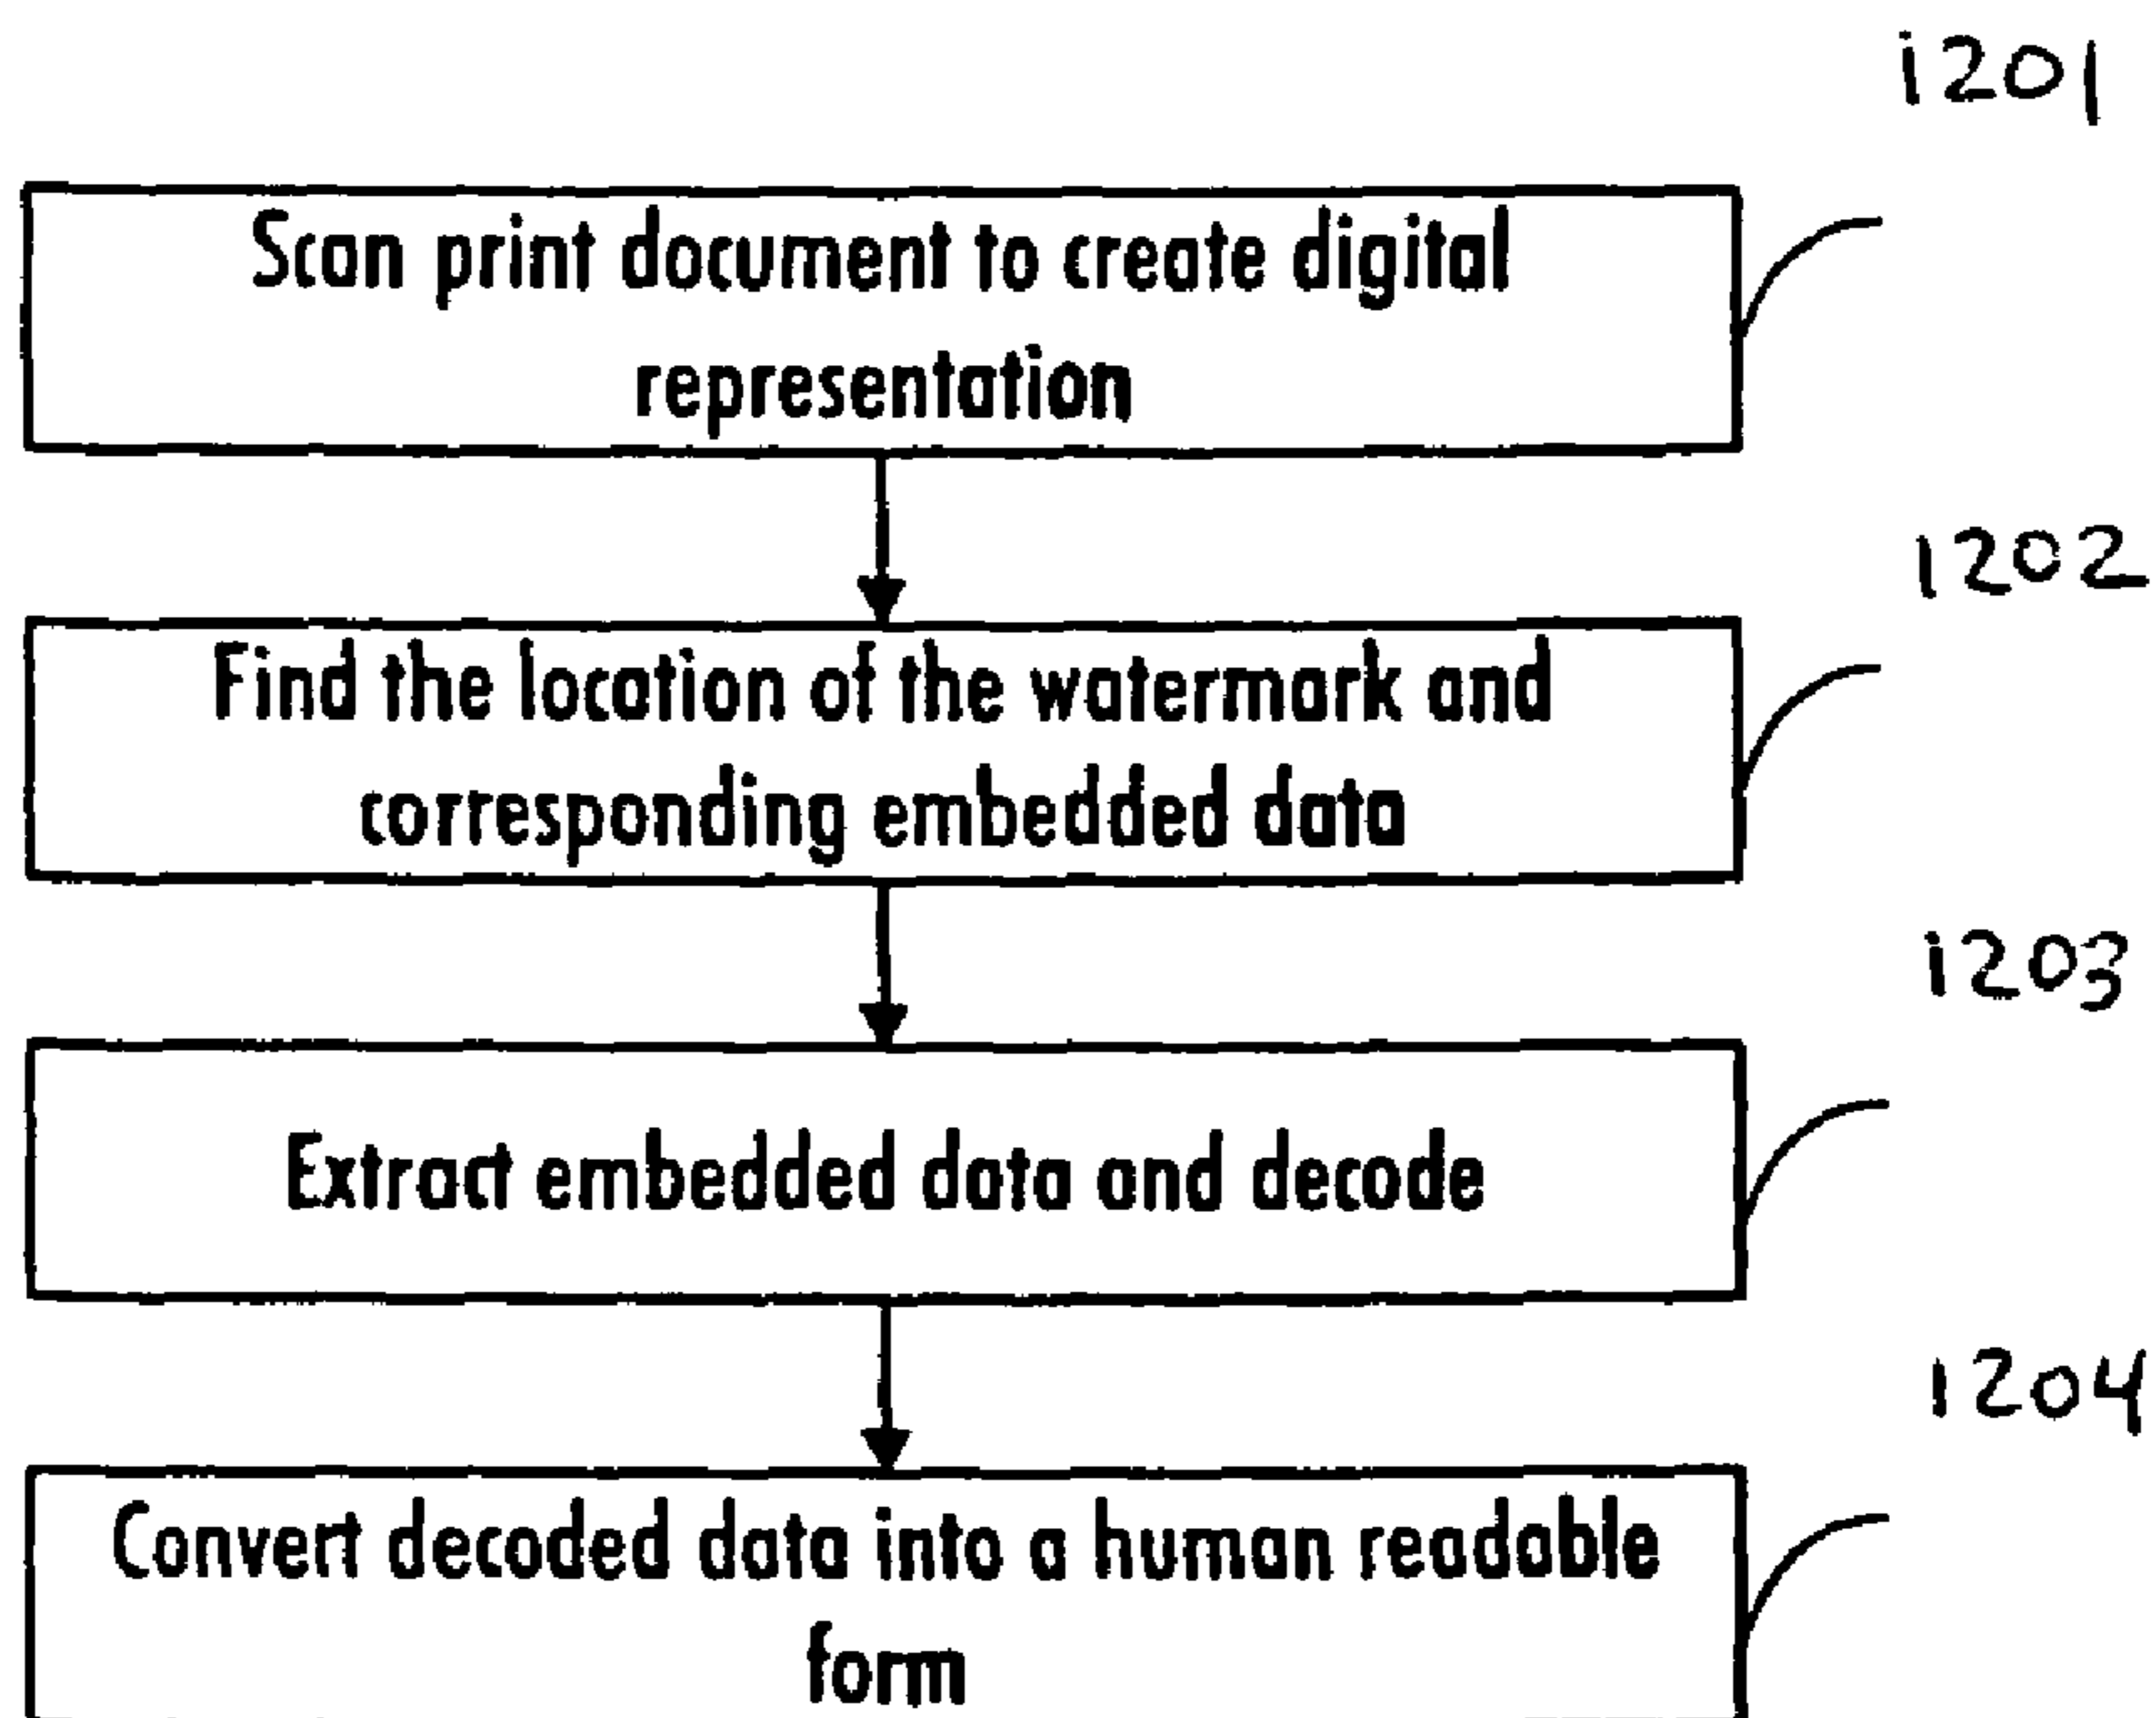 1201
Scan print document to create digital
representation
1202
Find the location of the watermark and
corresponding embedded data
1203
Extract embedded data and decode
1204
Convert decoded data into a human readable
form